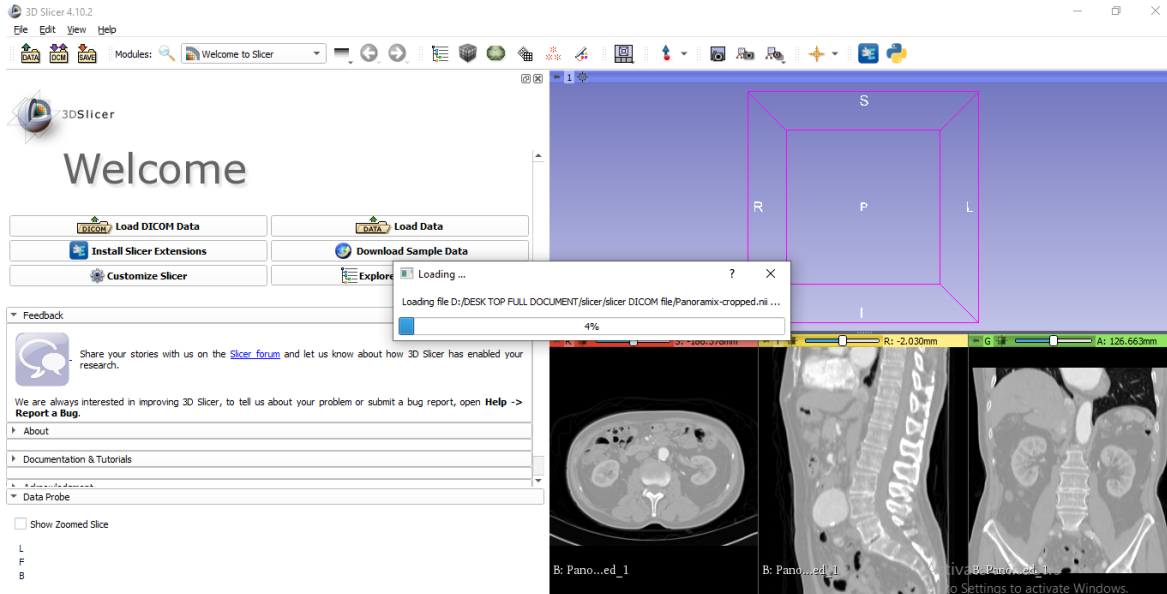 3D Slicer 4.10.2
File Edit View Help
DATA DCM SAVE Modules: Welcome to Slicer
1
3DSlicer
Welcome
DICOM Load DICOM Data
DATA Load Data
Install Slicer Extensions
Download Sample Data
Customize Slicer
Explore
Feedback
Share your stories with us on the Slicer forum and let us know about how 3D Slicer has enabled your
research.
We are always interested in improving 3D Slicer, to tell us about your problem or submit a bug report, open Help ->
Report a Bug.
About
Documentation & Tutorials
Acknowledgment
Data Probe
Show Zoomed Slice
L
F
B
S
R P L
I
Loading ...
Loading file D:/DESK TOP FULL DOCUMENT/slicer/slicer DICOM file/Panoramix-cropped.nii ...
4%
R S: -186.578mm
Y R: -2.030mm
G A: 126.663mm
B: Pano...ed_1
B: Pano...ed_1
B: Pano...ed_1
to Settings to activate Windows.